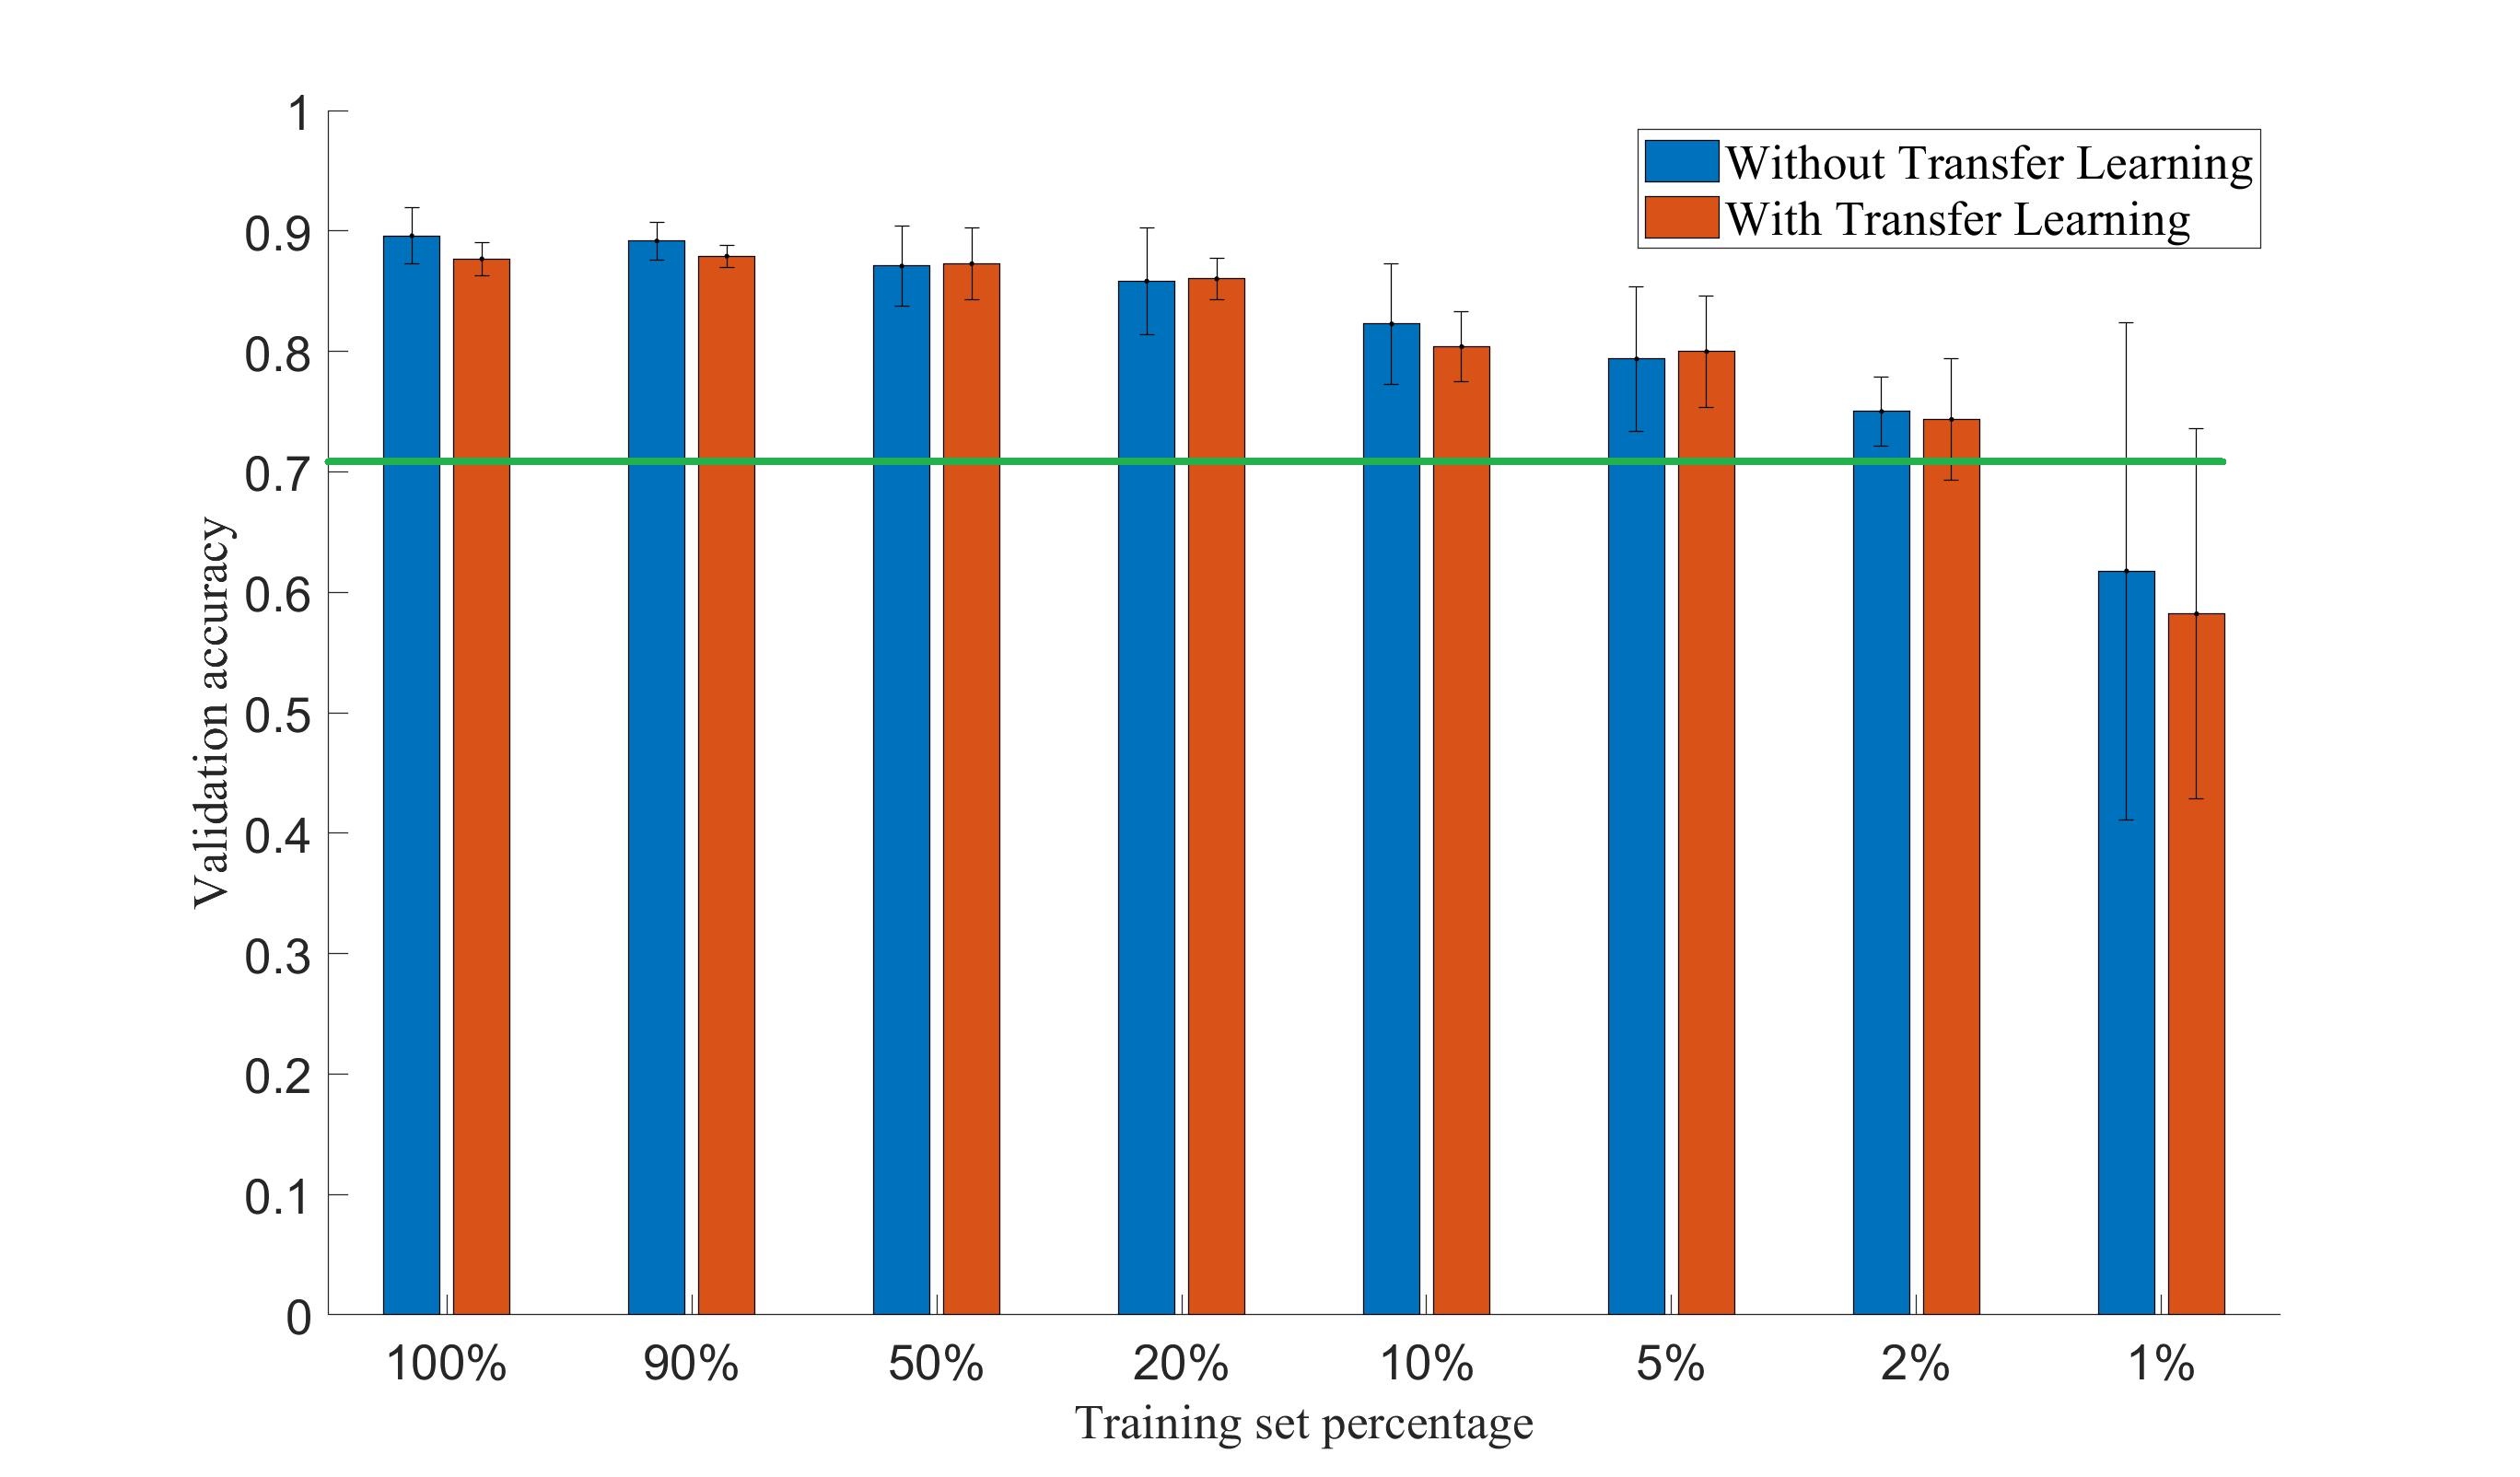 Without Transfer Learning
With Transfer Learning
1
0.9
0.8
0.7
0.6
0.5
0.4
0.3
0.2
0.1
0
Validation accuracy
100% 90% 50% 20% 10% 5% 2% 1%
Training set percentage